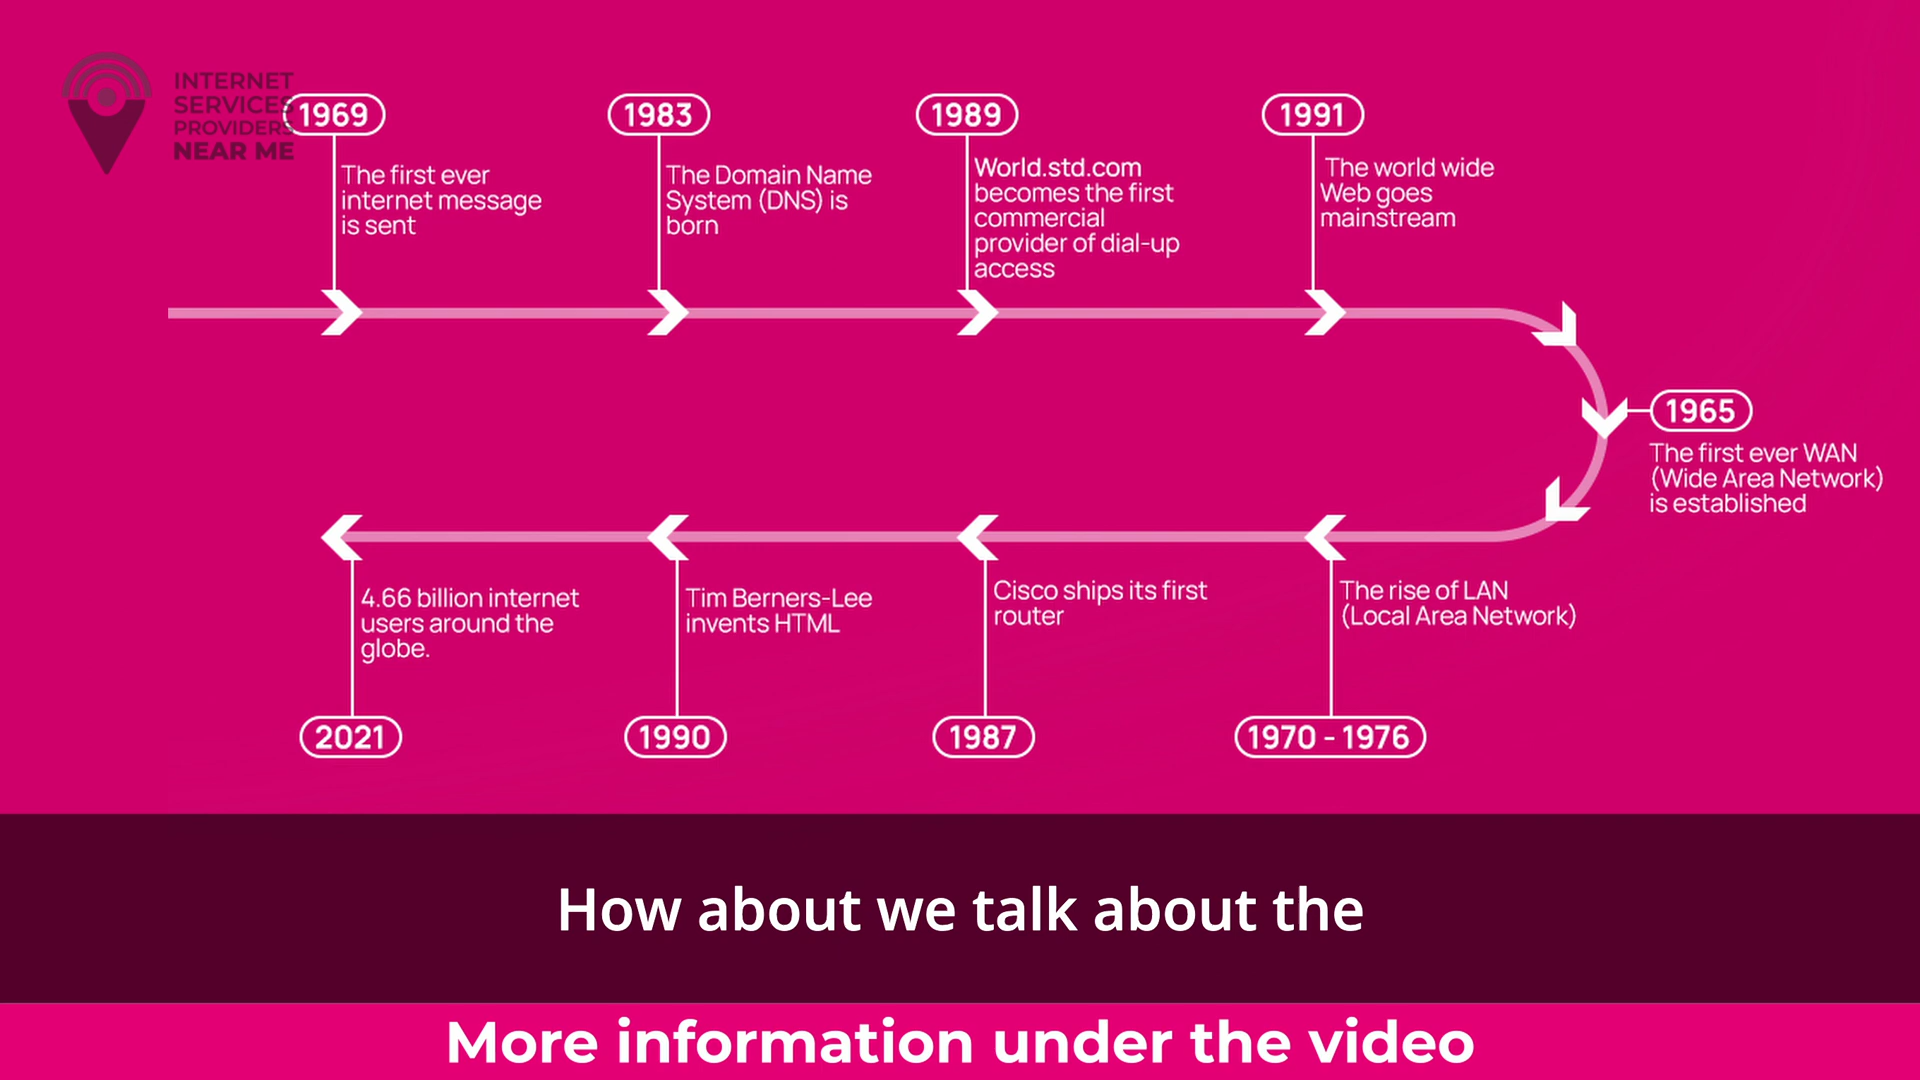 INTERNET
SERVICES
PROVIDERS
NEAR ME
1969
The first ever
internet message
is sent
1983
The Domain Name
System (DNS) is
born
1989
World.std.com
becomes the first
commercial
provider of dial-up
access
1991
The world wide
Web goes
mainstream
1965
The first ever WAN
(Wide Area Network)
is established
4.66 billion internet
users around the
globe.
2021
Tim Berners-Lee
invents HTML
1990
Cisco ships its first
router
1987
The rise of LAN
(Local Area Network)
1970 - 1976
How about we talk about the
More information under the video